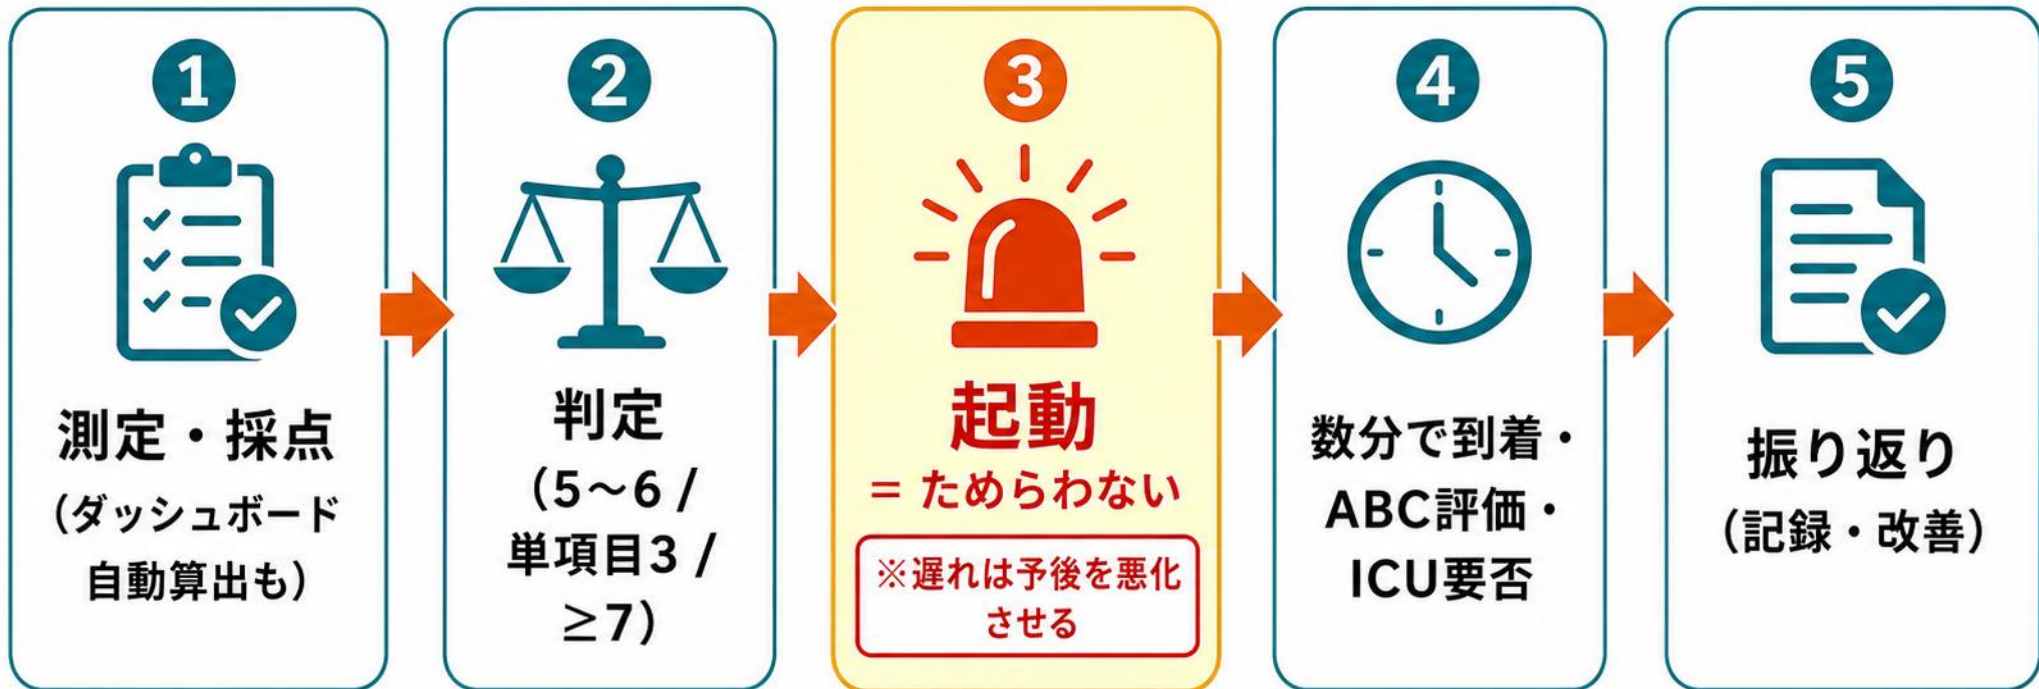 1
測定・採点
（ダッシュボード
自動算出も）
2
判定
（5～6 /
単項目3 /
≥7）
3
起動
= ためらわない
※遅れは予後を悪化
させる
4
数分で到着・
ABC評価・
ICU要否
5
振り返り
（記録・改善）